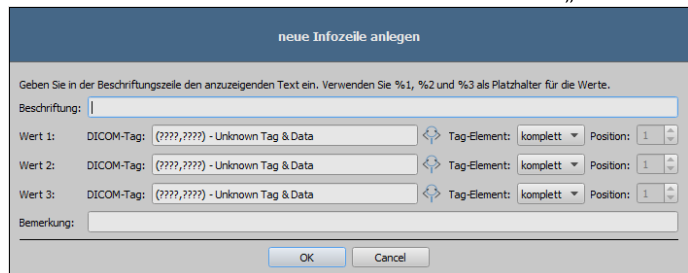 „
neue Infozeile anlegen
Geben Sie in der Beschriftungszeile den anzuzeigenden Text ein. Verwenden Sie %1, %2 und %3 als Platzhalter für die Werte.
Beschriftung:
Wert 1: DICOM-Tag: (????,????) - Unknown Tag & Data Tag-Element: komplett Position: 1
Wert 2: DICOM-Tag: (????,????) - Unknown Tag & Data Tag-Element: komplett Position: 1
Wert 3: DICOM-Tag: (????,????) - Unknown Tag & Data Tag-Element: komplett Position: 1
Bemerkung:
OK Cancel